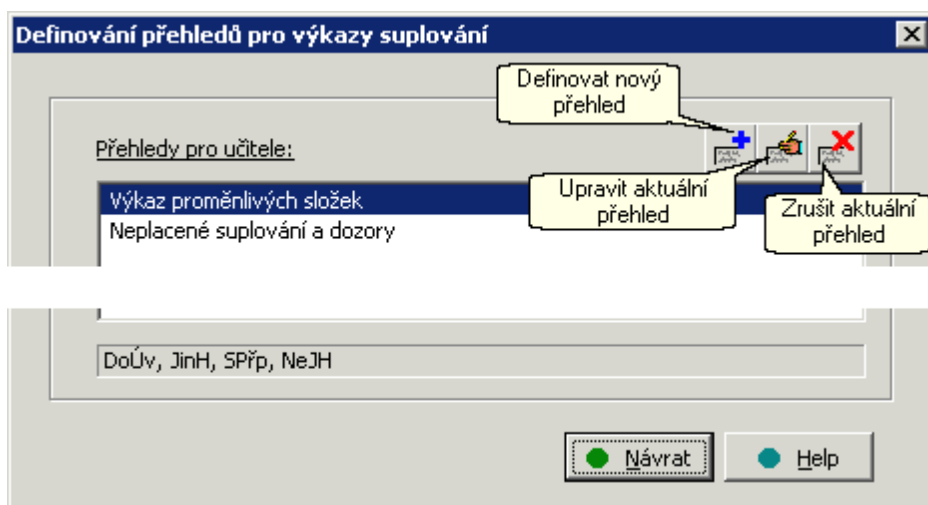 Definování přehledů pro výkazy suplování
Definovat nový
přehled
Přehledy pro učitele:
Výkaz proměnlivých složek
Neplacené suplování a dozory
Upravit aktuální
přehled
Zrušit aktuální
přehled
DoÚv, JinH, SPřp, NeJH
Návrat
Help